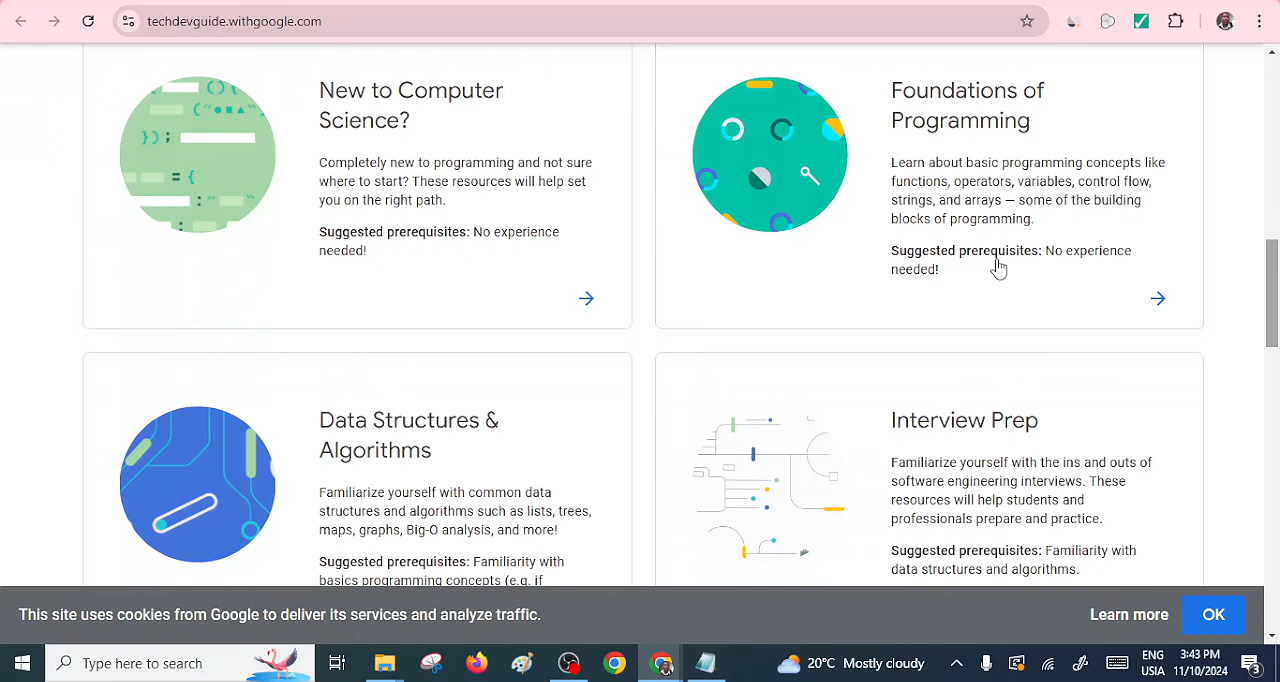 techdevguide.withgoogle.com
New to Computer
Science?
Completely new to programming and not sure
where to start? These resources will help set
you on the right path.
Suggested prerequisites: No experience
needed!
Foundations of
Programming
Learn about basic programming concepts like
functions, operators, variables, control flow,
strings, and arrays — some of the building
blocks of programming.
Suggested prerequisites: No experience
needed!
Data Structures &
Algorithms
Familiarize yourself with common data
structures and algorithms such as lists, trees,
maps, graphs, Big-O analysis, and more!
Suggested prerequisites: Familiarity with
basics programming concepts (e.g. if
Interview Prep
Familiarize yourself with the ins and outs of
software engineering interviews. These
resources will help students and
professionals prepare and practice.
Suggested prerequisites: Familiarity with
data structures and algorithms.
This site uses cookies from Google to deliver its services and analyze traffic.
Learn more
OK
Type here to search
20°C Mostly cloudy
ENG
USIA
3:43 PM
11/10/2024
3